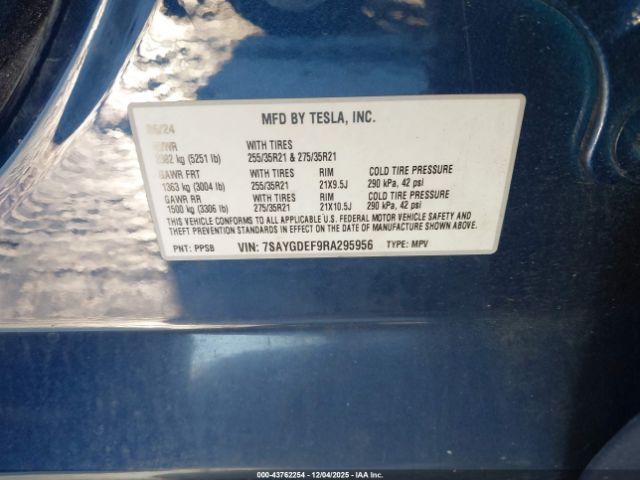 MFD BY TESLA, INC.
06/24
GVWR WITH TIRES
2382 kg (5251 lb) 255/35R21 & 275/35R21
GAWR FRT WITH TIRES RIM COLD TIRE PRESSURE
1363 kg (3004 lb) 255/35R21 21X9.5J 290 kPa, 42 psi
GAWR RR WITH TIRES RIM COLD TIRE PRESSURE
1500 kg (3306 lb) 275/35R21 21X10.5J 290 kPa, 42 psi
THIS VEHICLE CONFORMS TO ALL APPLICABLE U.S. FEDERAL MOTOR VEHICLE SAFETY AND
THEFT PREVENTION STANDARDS IN EFFECT ON THE DATE OF MANUFACTURE SHOWN ABOVE.
PNT: PPSB VIN: 7SAYGDEF9RA295956 TYPE: MPV
000-43762254 | 12/04/2025 - IAA Inc.